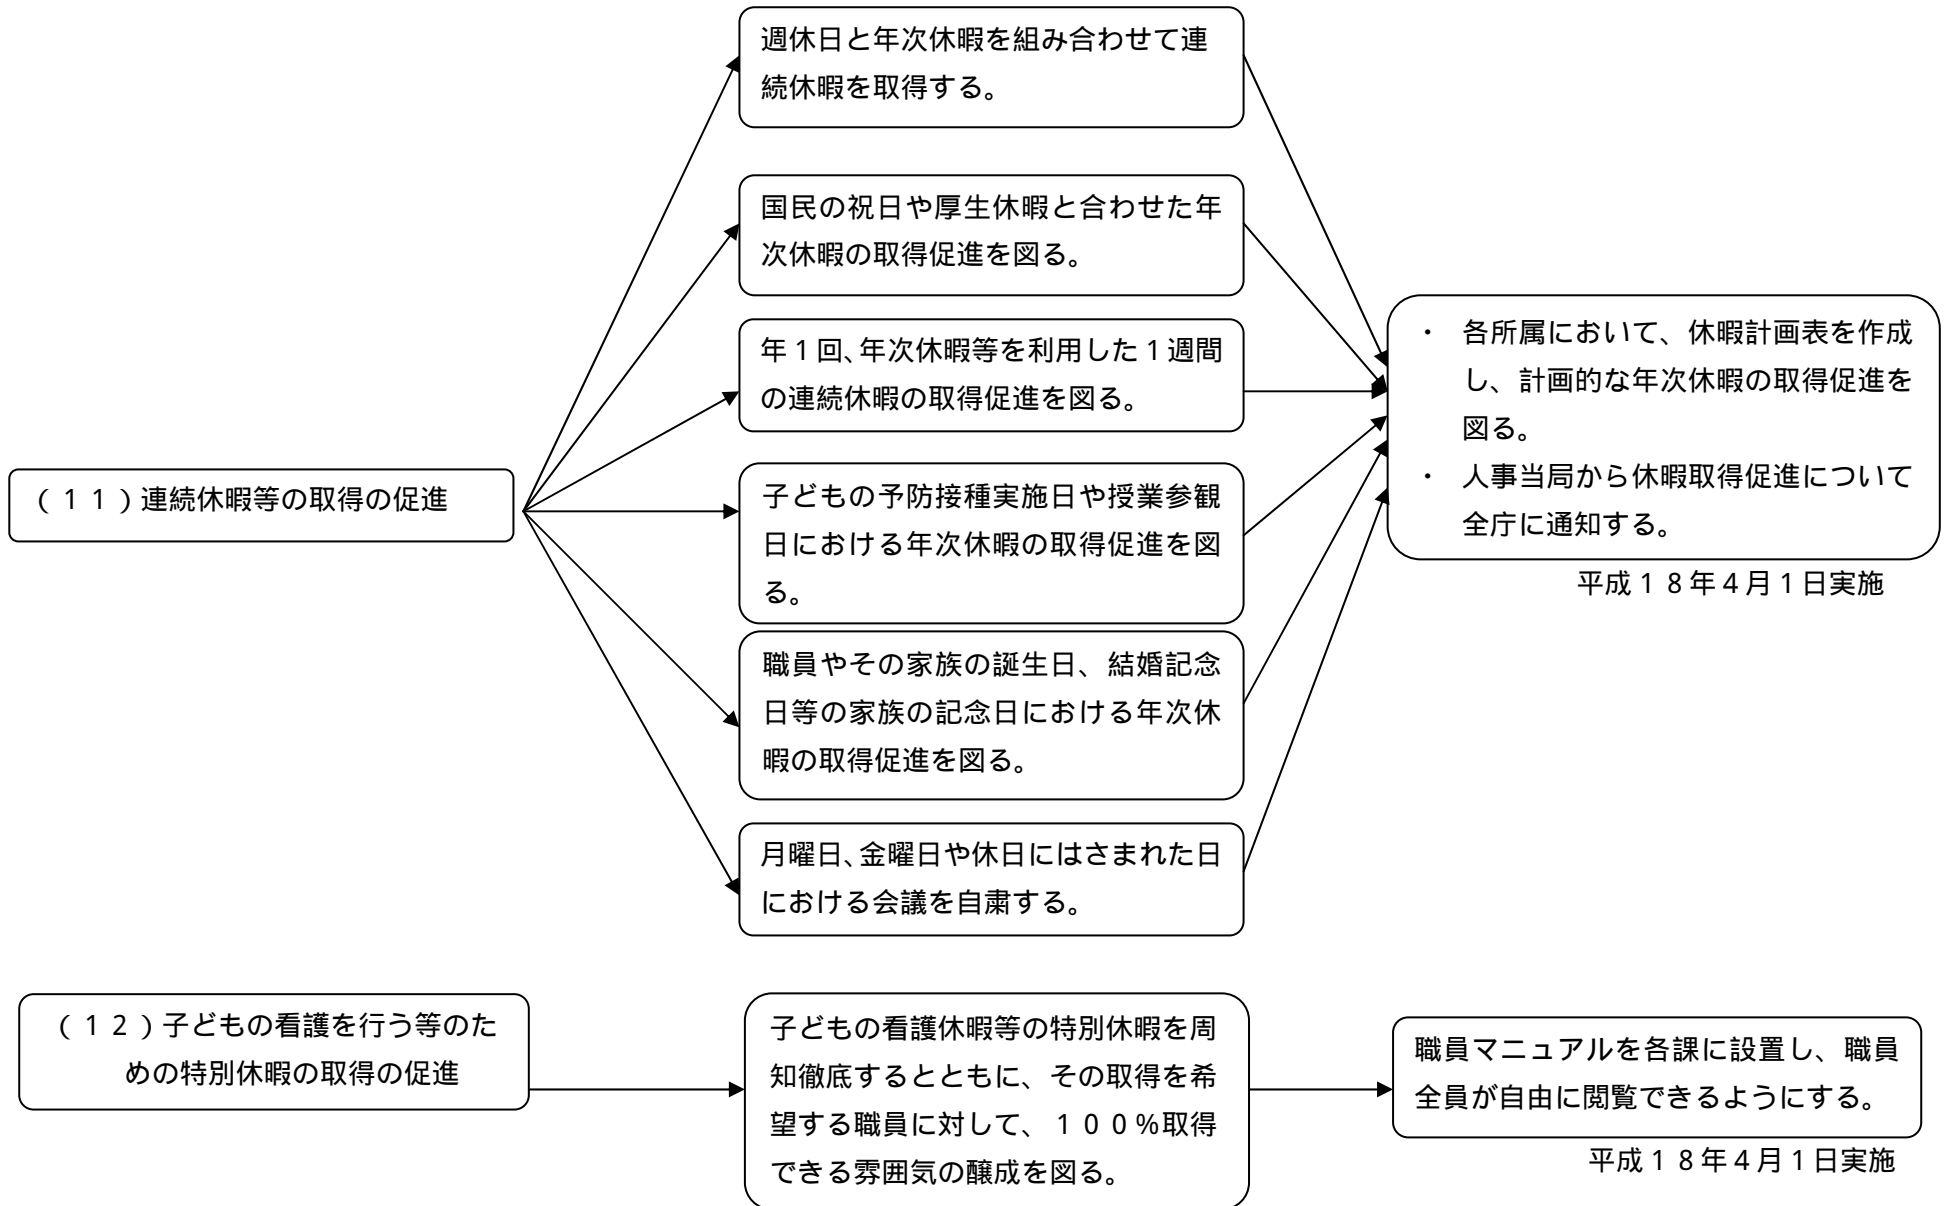 週休日と年次休暇を組み合わせて連
続休暇を取得する。
国民の祝日や厚生休暇と合わせた年
次休暇の取得促進を図る。
年１回、年次休暇等を利用した１週間
の連続休暇の取得促進を図る。
（１１）連続休暇等の取得の促進
子どもの予防接種実施日や授業参観
日における年次休暇の取得促進を図
る。
職員やその家族の誕生日、結婚記念
日等の家族の記念日における年次休
暇の取得促進を図る。
月曜日、金曜日や休日にはさまれた日
における会議を自粛する。
・ 各所属において、休暇計画表を作成
し、計画的な年次休暇の取得促進を
図る。
・ 人事当局から休暇取得促進について
全庁に通知する。
平成１８年４月１日実施
（１２）子どもの看護を行う等のた
めの特別休暇の取得の促進
子どもの看護休暇等の特別休暇を周
知徹底するとともに、その取得を希
望する職員に対して、１００％取得
できる雰囲気の醸成を図る。
職員マニュアルを各課に設置し、職員
全員が自由に閲覧できるようにする。
平成１８年４月１日実施